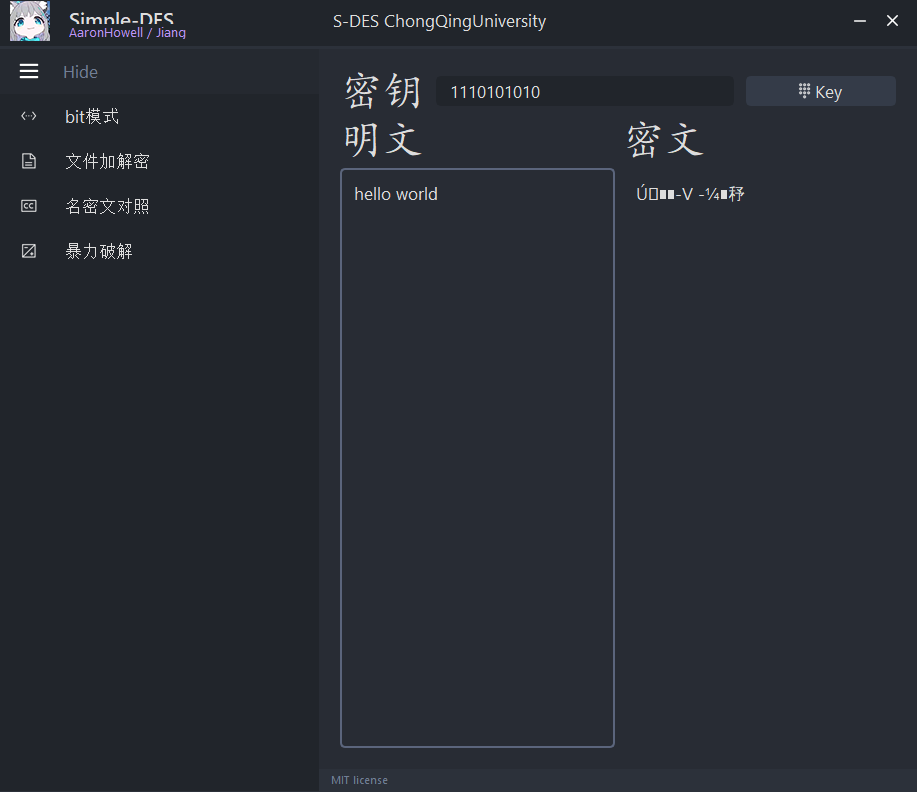 Simple-DES
AaronHowell / Jiang
S-DES ChongQingUniversity
Hide
bit模式
文件加解密
名密文对照
暴力破解
密钥
1110101010
Key
明文
密文
hello world
MIT license